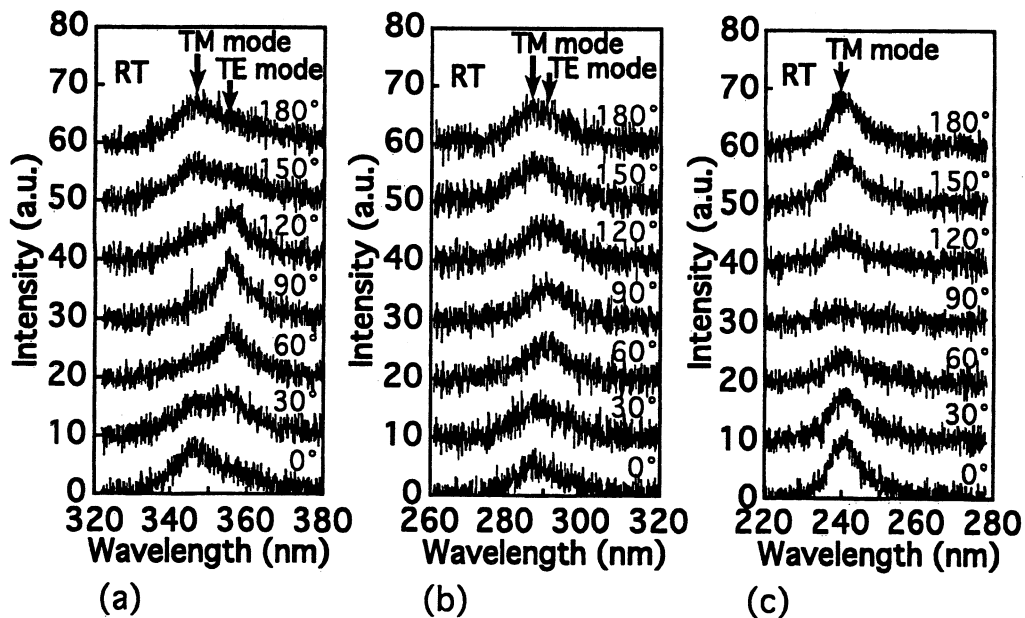 80
70
60
50
40
30
20
10
0
Intensity (a.u.)
RT
TM mode
TE mode
180°
150°
120°
90°
60°
30°
0°
320 340 360 380
Wavelength (nm)
(a)
80
70
60
50
40
30
20
10
0
Intensity (a.u.)
RT
TM mode
TE mode
180°
150°
120°
90°
60°
30°
0°
260 280 300 320
Wavelength (nm)
(b)
80
70
60
50
40
30
20
10
0
Intensity (a.u.)
RT
TM mode
180°
150°
120°
90°
60°
30°
0°
220 240 260 280
Wavelength (nm)
(c)